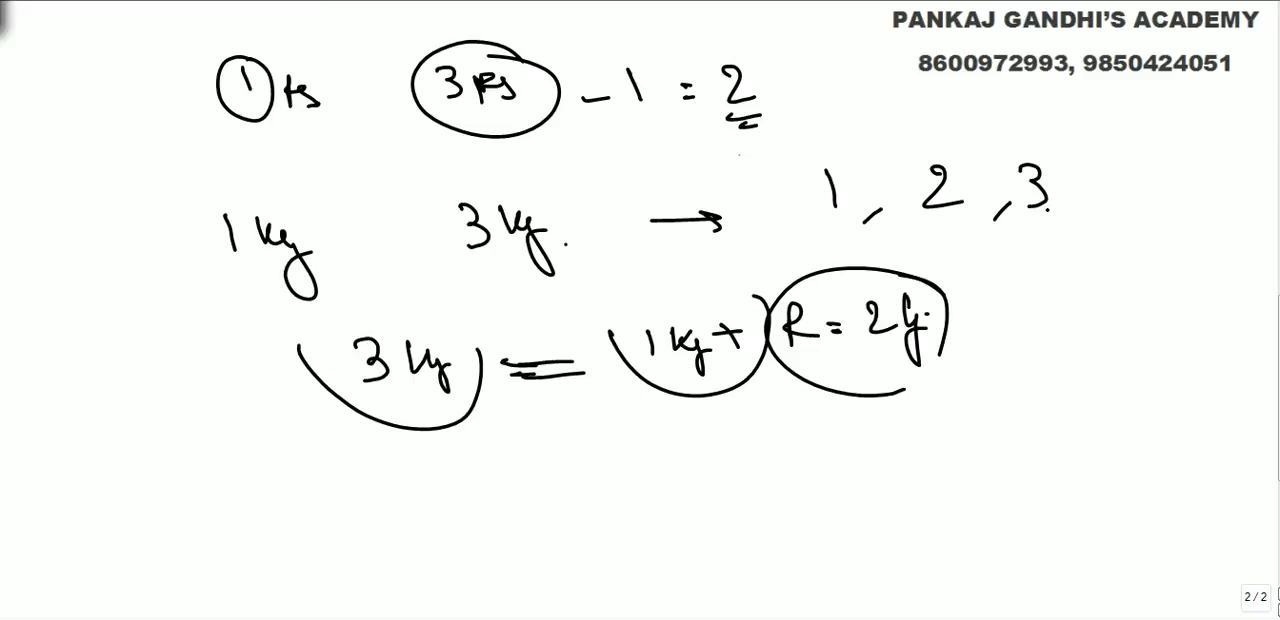 PANKAJ GANDHI'S ACADEMY
8600972993, 9850424051
1 Rs 3 Rs - 1 = 2
1 kg 3 kg. → 1, 2, 3.
3 kg = 1 kg + R = 2 kg.
2 / 2